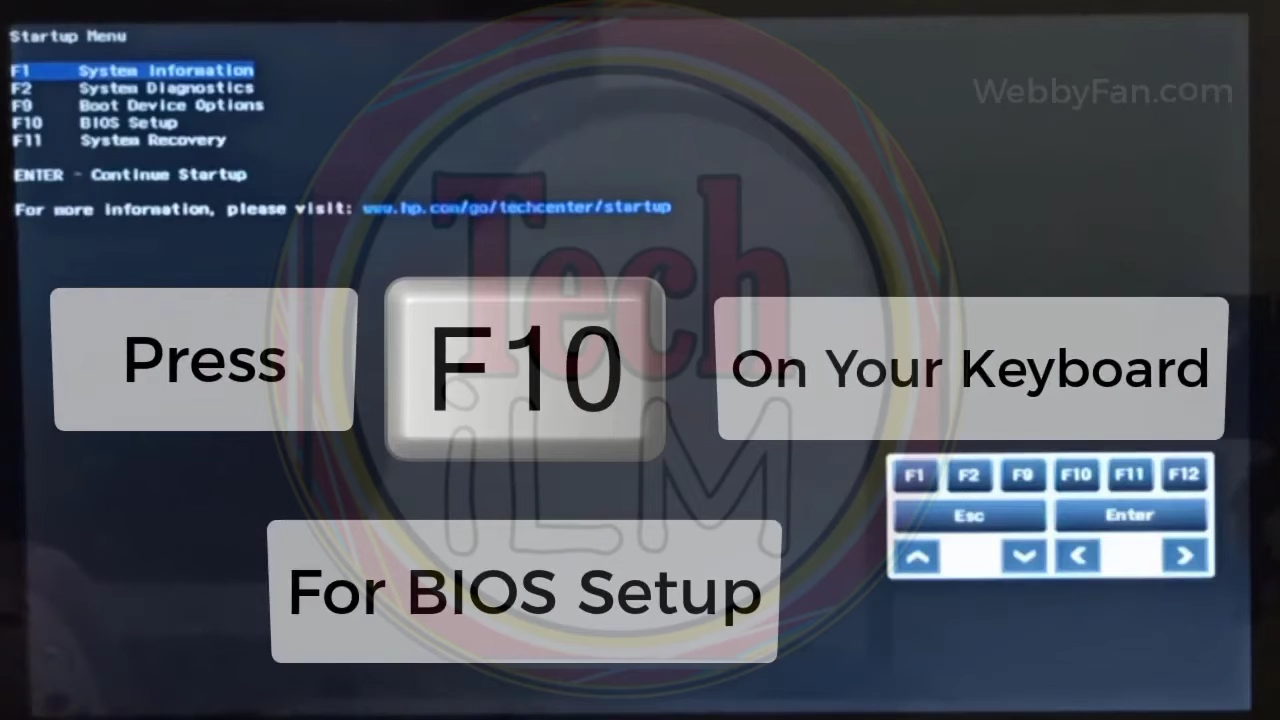 Startup Menu
F1 System Information
F2 System Diagnostics
F9 Boot Device Options
F10 BIOS Setup
F11 System Recovery
ENTER - Continue Startup
For more information, please visit: www.hp.com/go/techcenter/startup
WebbyFan.com
Tech
iLM
Press
F10
On Your Keyboard
For BIOS Setup
F1 F2 F9 F10 F11 F12
Esc Enter